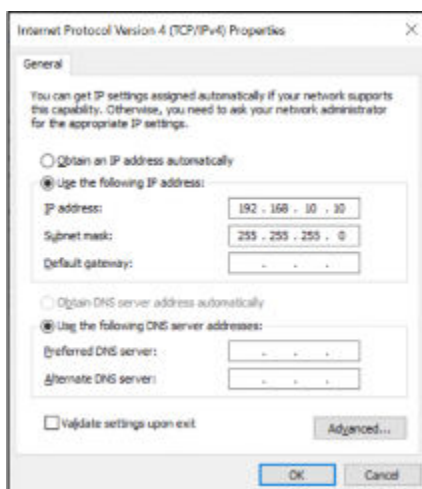 Internet Protocol Version 4 (TCP/IPv4) Properties
General
You can get IP settings assigned automatically if your network supports
this capability. Otherwise, you need to ask your network administrator
for the appropriate IP settings.
Obtain an IP address automatically
Use the following IP address:
IP address: 192 . 168 . 10 . 10
Subnet mask: 255 . 255 . 255 . 0
Default gateway: . . .
Obtain DNS server address automatically
Use the following DNS server addresses:
Preferred DNS server: . . .
Alternate DNS server: . . .
Validate settings upon exit
Advanced...
OK Cancel